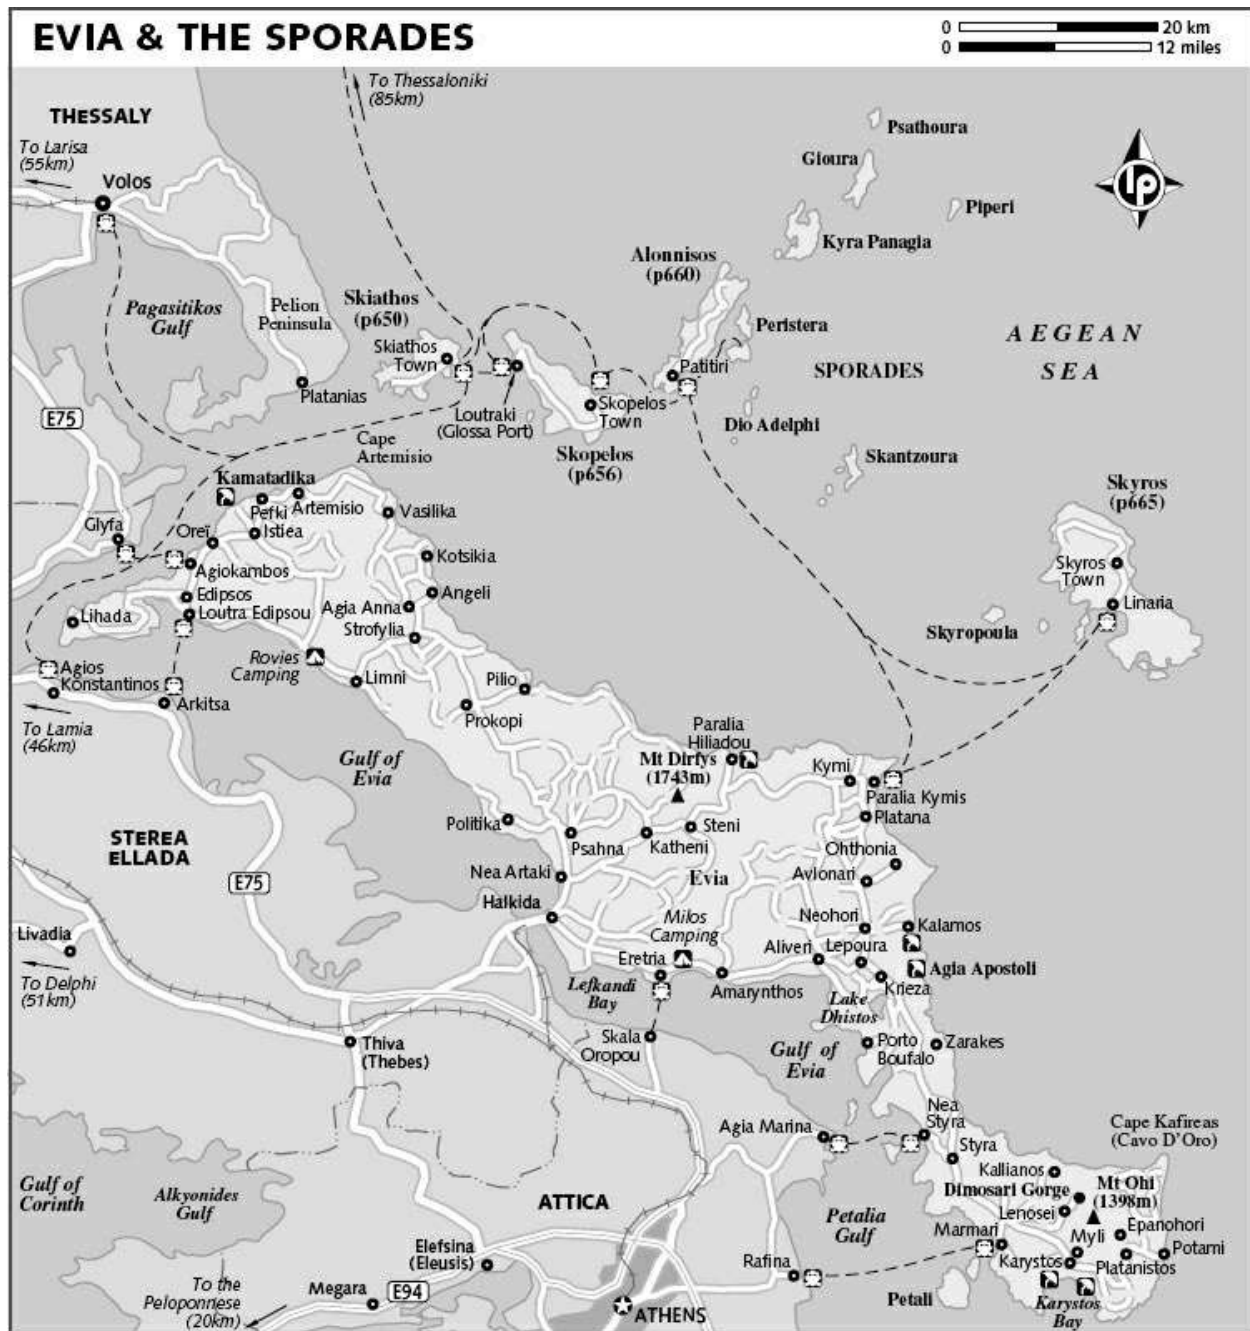 EVIA & THE SPORADES
0 20 km
0 12 miles
To Thessaloniki
(85km)
THESSALY
To Larisa
(55km)
Volos
Psathoura
Gioura
lp
Piperi
Kyra Panagia
Alonnisos
(p660)
Pagasitikos
Gulf
Pelion
Peninsula
Skiathos
(p650)
Peristera
AEGEAN
SEA
Skiathos
Town
Patitiri
SPORADES
Platanias
E75
Loutraki
(Glossa Port)
Skopelos
Town
Dio Adelphi
Cape
Artemisio
Skopelos
(p656)
Skantzoura
Kamatadika
Skyros
(p665)
Pefki
Artemisio
Vasilika
Glyfa
Oreï
Istiea
Kotsikia
Skyros
Town
Agiokambos
Edipsos
Angeli
Agia Anna
Linaria
Lihada
Loutra Edipsou
Strofylia
Skyropoula
Rovies
Camping
Agios
Konstantinos
Limni
Pilio
Arkitsa
Prokopi
To Lamia
(46km)
Paralia
Hiliadou
Gulf of
Evia
Mt Dirfys
(1743m)
Kymi
Paralia Kymis
Platana
Politika
Steni
STEREA
ELLADA
Psahna
Katheni
Ohthonia
E75
Nea Artaki
Evia
Avlonari
Halkida
Milos
Camping
Neohori
Kalamos
Livadia
Aliveri
Lepoura
Eretria
Agia Apostoli
To Delphi
(51km)
Lefkandi
Bay
Amarynthos
Krieza
Lake
Dhistos
Skala
Oropou
Thiva
(Thebes)
Gulf of
Evia
Porto
Boufalo
Zarakes
Nea
Styra
Agia Marina
Cape Kafireas
(Cavo D'Oro)
Styra
Kallianos
Gulf of
Corinth
Alkyonides
Gulf
Dimosari Gorge
Mt Ohi
(1398m)
ATTICA
Lenosei
Petalia
Gulf
Epanohori
Marmari
Myli
Potami
Elefsina
(Eleusis)
Rafina
Karystos
Platanistos
To the
Peloponnese
(20km)
Megara
E94
Petali
Karystos
Bay
ATHENS